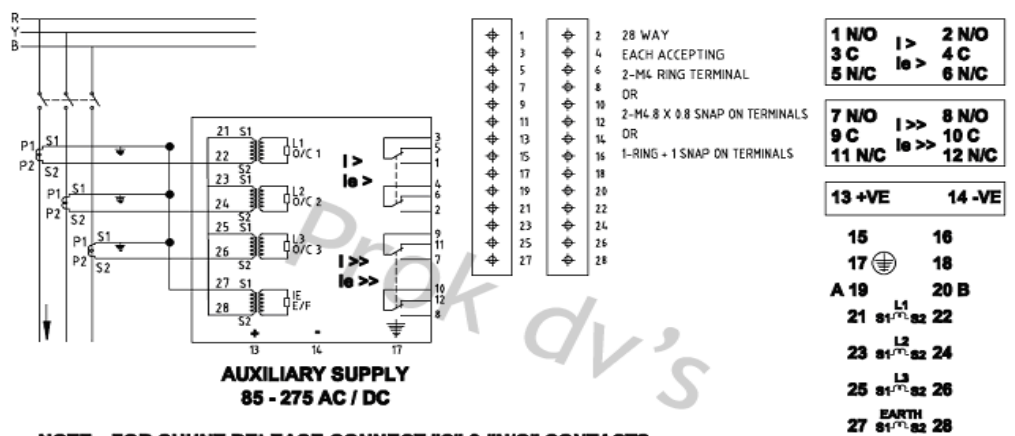 R
Y
B
P1 S1
P2 S2
P1 S1
P2 S2
P1 S1
P2 S2
21 S1
22
S2
L1
O/C 1
23 S1
24
S2
L2
O/C 2
25 S1
26
S2
L3
O/C 3
27 S1
28
S2
IE
E/F
I >
Ie >
I >>
Ie >>
3
5
1
4
6
2
9
11
7
10
12
8
+ -
13 14 17
AUXILIARY SUPPLY
85 - 275 AC / DC
1 2
3 4
5 6
7 8
9 10
11 12
13 14
15 16
17 18
19 20
21 22
23 24
25 26
27 28
28 WAY
EACH ACCEPTING
2-M4 RING TERMINAL
OR
2-M4.8 X 0.8 SNAP ON TERMINALS
OR
1-RING + 1 SNAP ON TERMINALS
1 N/O I > 2 N/O
3 C Ie > 4 C
5 N/C 6 N/C
7 N/O I >> 8 N/O
9 C Ie >> 10 C
11 N/C 12 N/C
13 +VE 14 -VE
15 16
17 18
A 19 20 B
L1
21 S1 S2 22
L2
23 S1 S2 24
L3
25 S1 S2 26
EARTH
27 S1 S2 28
Prok dv's
NOTE - FOR SHUNT RELEASE CONNECT "C" & "N/O" CONTACTS